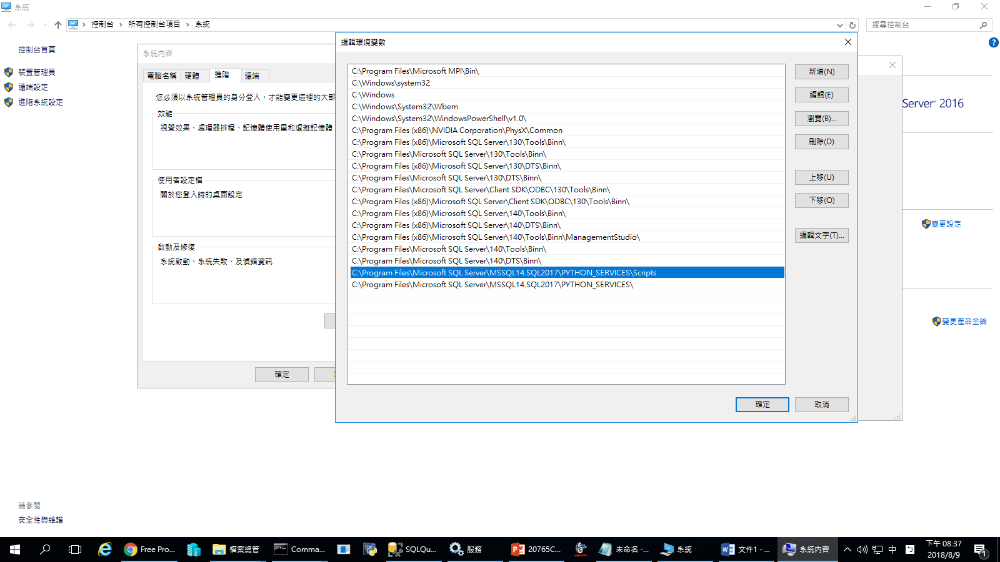 系統
控制台 › 所有控制台項目 › 系統
搜尋控制台
控制台首頁
裝置管理員
遠端設定
進階系統設定
系統內容
電腦名稱 硬體 進階 遠端
您必須以系統管理員的身分登入，才能變更這裡的大部
效能
視覺效果、處理器排程、記憶體使用量和虛擬記憶體
使用者設定檔
關於您登入時的桌面設定
啟動及修復
系統啟動、系統失敗、及偵錯資訊
確定
編輯環境變數
C:\Program Files\Microsoft MPI\Bin\
C:\Windows\system32
C:\Windows
C:\Windows\System32\Wbem
C:\Windows\System32\WindowsPowerShell\v1.0\
C:\Program Files (x86)\NVIDIA Corporation\PhysX\Common
C:\Program Files (x86)\Microsoft SQL Server\130\Tools\Binn\
C:\Program Files\Microsoft SQL Server\130\Tools\Binn\
C:\Program Files (x86)\Microsoft SQL Server\130\DTS\Binn\
C:\Program Files\Microsoft SQL Server\130\DTS\Binn\
C:\Program Files\Microsoft SQL Server\Client SDK\ODBC\130\Tools\Binn\
C:\Program Files (x86)\Microsoft SQL Server\Client SDK\ODBC\130\Tools\Binn\
C:\Program Files (x86)\Microsoft SQL Server\140\Tools\Binn\
C:\Program Files (x86)\Microsoft SQL Server\140\DTS\Binn\
C:\Program Files (x86)\Microsoft SQL Server\140\Tools\Binn\ManagementStudio\
C:\Program Files\Microsoft SQL Server\140\Tools\Binn\
C:\Program Files\Microsoft SQL Server\140\DTS\Binn\
C:\Program Files\Microsoft SQL Server\MSSQL14.SQL2017\PYTHON_SERVICES\Scripts
C:\Program Files\Microsoft SQL Server\MSSQL14.SQL2017\PYTHON_SERVICES\
新增(N)
編輯(E)
瀏覽(B)...
刪除(D)
上移(U)
下移(O)
編輯文字(T)...
確定
取消
Server 2016
變更設定
變更產品金鑰
請參閱
安全性與維護
Free Pro...
檔案總管
Comma...
SQLQu...
服務
20765C...
未命名 -...
系統
文件1 - ...
系統內容
中
下午 08:37
2018/8/9
1